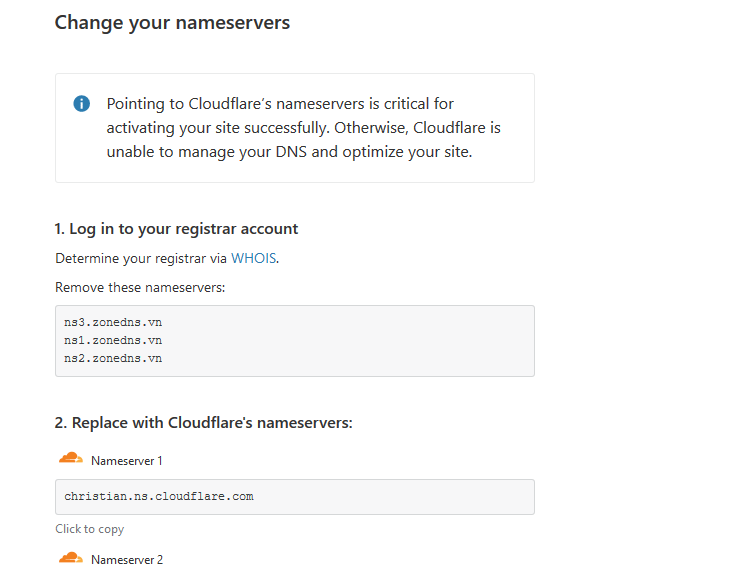 Change your nameservers
Pointing to Cloudflare’s nameservers is critical for
activating your site successfully. Otherwise, Cloudflare is
unable to manage your DNS and optimize your site.
1. Log in to your registrar account
Determine your registrar via WHOIS.
Remove these nameservers:
ns3.zonedns.vn
ns1.zonedns.vn
ns2.zonedns.vn
2. Replace with Cloudflare's nameservers:
Nameserver 1
christian.ns.cloudflare.com
Click to copy
Nameserver 2